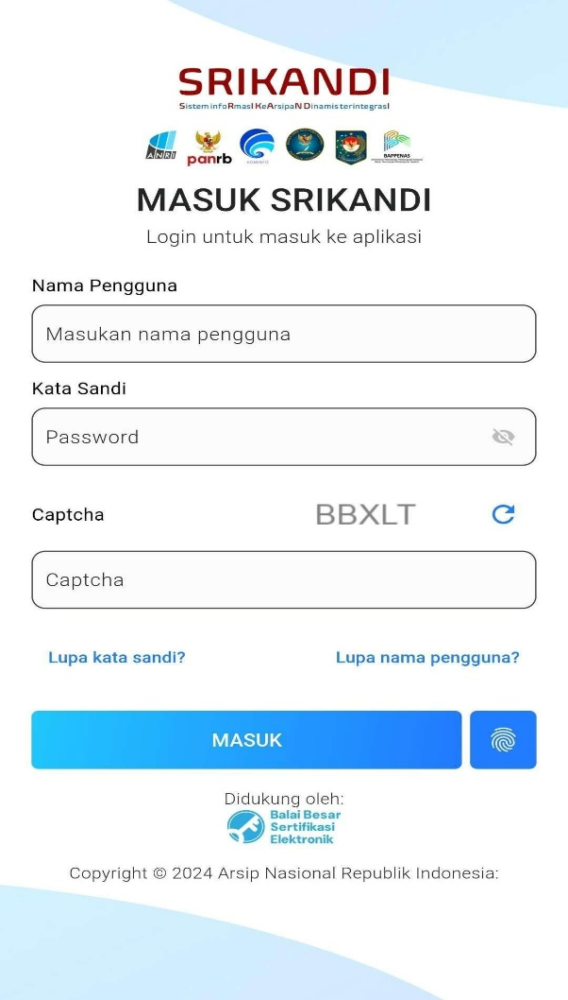 SRIKANDI
Sistem infoRmasI KeArsipaN Dinamis terintegrasI
ANRI
panrb
KOMINFO
BAPPENAS
MASUK SRIKANDI
Login untuk masuk ke aplikasi
Nama Pengguna
Masukan nama pengguna
Kata Sandi
Password
Captcha
BBXLT
Captcha
Lupa kata sandi?
Lupa nama pengguna?
MASUK
Didukung oleh:
Balai Besar
Sertifikasi
Elektronik
Copyright © 2024 Arsip Nasional Republik Indonesia: